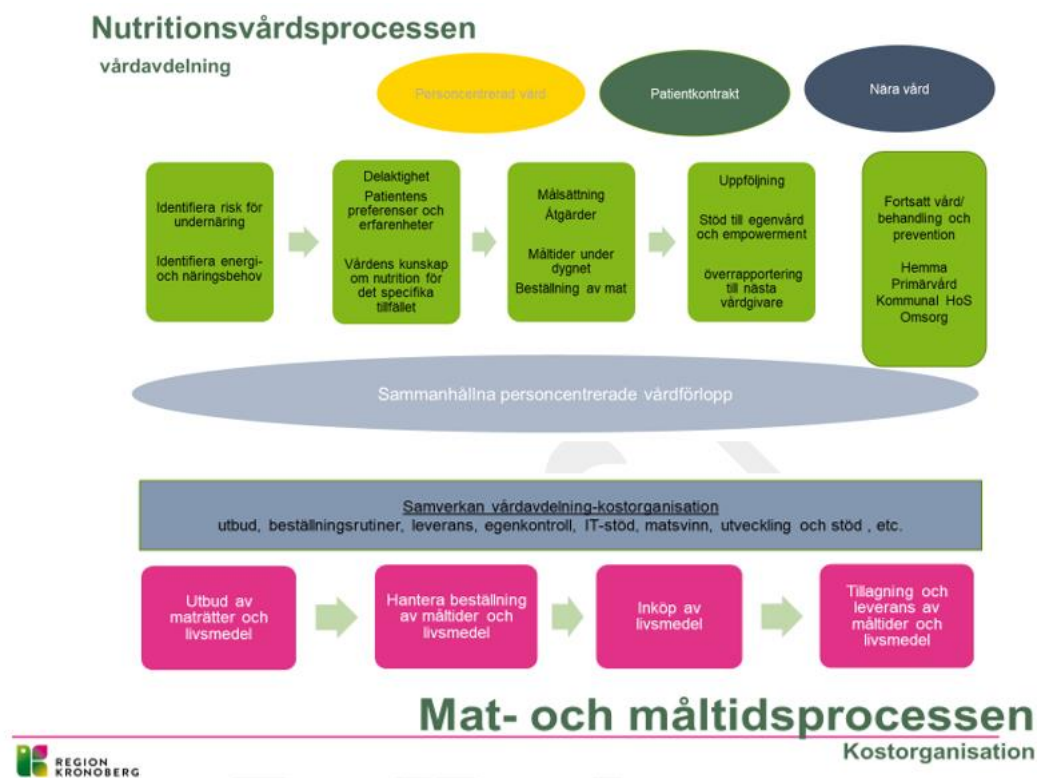 Nutritionsvårdsprocessen
vårdavdelning
Personcentrerad vård
Patientkontrakt
Nära vård
Identifiera risk för
undernäring
Identifiera energi-
och näringsbehov
Delaktighet
Patientens
preferenser och
erfarenheter
Vårdens kunskap
om nutrition för
det specifika
tillfället
Målsättning
Åtgärder
Måltider under
dygnet
Beställning av mat
Uppföljning
Stöd till egenvård
och empowerment
överrapportering
till nästa
vårdgivare
Fortsatt vård/
behandling och
prevention
Hemma
Primärvård
Kommunal HoS
Omsorg
Sammanhållna personcentrerade vårdförlopp
Samverkan vårdavdelning-kostorganisation
utbud, beställningsrutiner, leverans, egenkontroll, IT-stöd, matsvinn, utveckling och stöd , etc.
Utbud av
maträtter och
livsmedel
Hantera beställning
av måltider och
livsmedel
Inköp av
livsmedel
Tillagning och
leverans av
måltider och
livsmedel
Mat- och måltidsprocessen
Kostorganisation
REGION
KRONOBERG